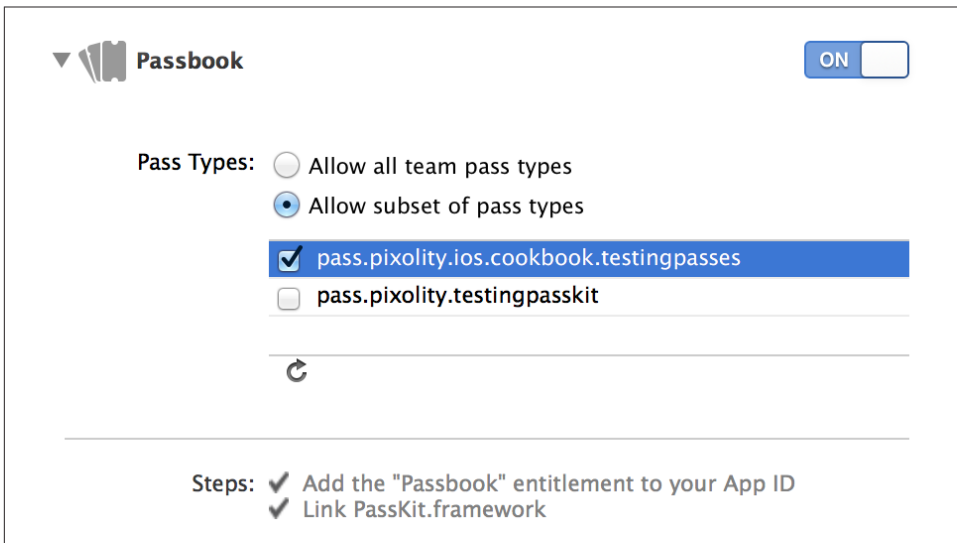 Passbook
ON
Pass Types:
Allow all team pass types
Allow subset of pass types
pass.pixolity.ios.cookbook.testingpasses
pass.pixolity.testingpasskit
Steps:
Add the "Passbook" entitlement to your App ID
Link PassKit.framework